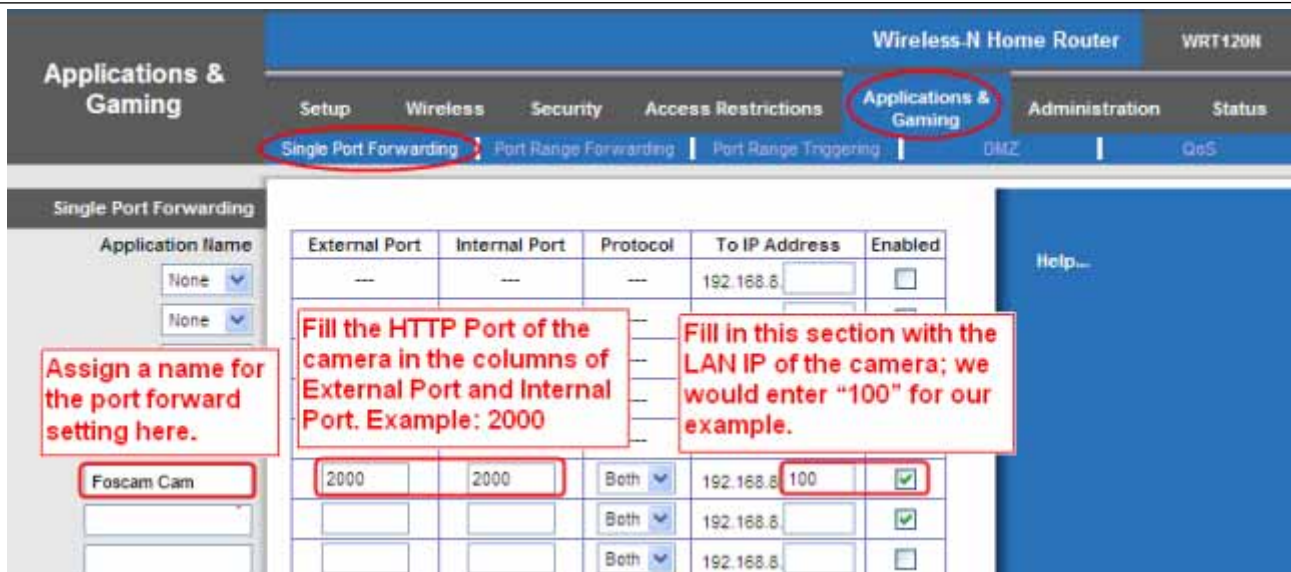 Wireless-N Home Router WRT120N
Applications &
Gaming
Setup Wireless Security Access Restrictions Applications & Gaming Administration Status
Single Port Forwarding Port Range Forwarding Port Range Triggering DMZ QoS
Single Port Forwarding
Application Name External Port Internal Port Protocol To IP Address Enabled
Help...
None --- --- --- 192.168.8.
None ---
Assign a name for
the port forward
setting here.
Fill the HTTP Port of the
camera in the columns of
External Port and Internal
Port. Example: 2000
---
---
---
Fill in this section with the
LAN IP of the camera; we
would enter “100” for our
example.
Foscam Cam 2000 2000 Both 192.168.8. 100
Both 192.168.8.
Both 192.168.8.